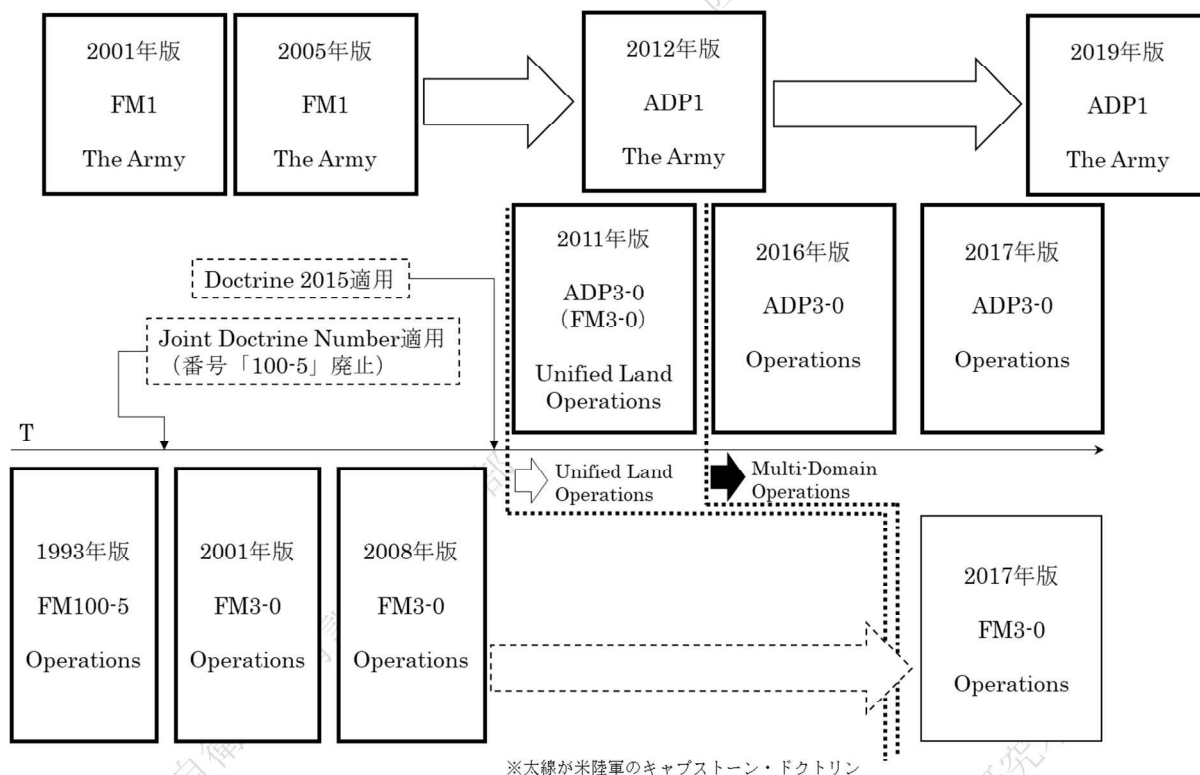 2001年版
FM1
The Army
2005年版
FM1
The Army
2012年版
ADP1
The Army
2019年版
ADP1
The Army
2011年版
ADP3-0
（FM3-0）
Unified Land
Operations
2016年版
ADP3-0
Operations
2017年版
ADP3-0
Operations
Doctrine 2015適用
Joint Doctrine Number適用
（番号「100-5」廃止）
T
Unified Land
Operations
Multi-Domain
Operations
1993年版
FM100-5
Operations
2001年版
FM3-0
Operations
2008年版
FM3-0
Operations
2017年版
FM3-0
Operations
※太線が米陸軍のキャプストーン・ドクトリン